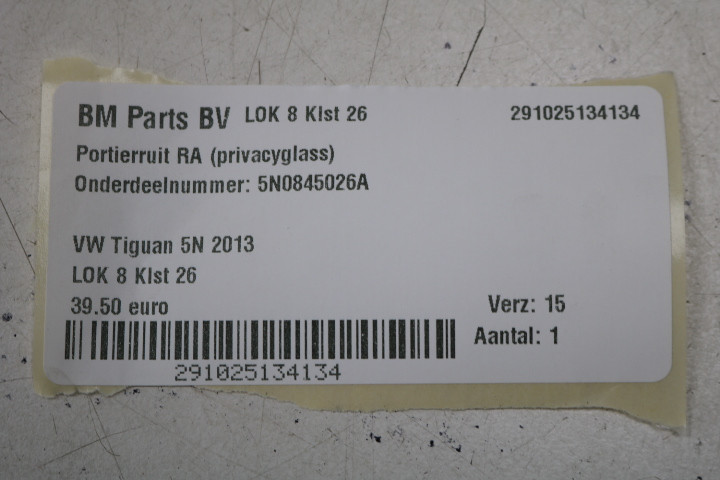 BM Parts BV LOK 8 Klst 26 291025134134
Portierruit RA (privacyglass)
Onderdeelnummer: 5N0845026A
VW Tiguan 5N 2013
LOK 8 Klst 26
39.50 euro Verz: 15
Aantal: 1
291025134134